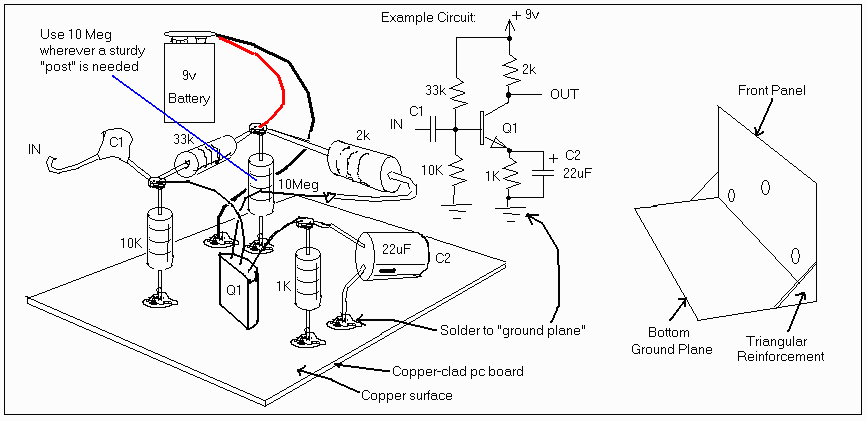 Use 10 Meg
wherever a sturdy
"post" is needed
9v
Battery
IN
C1
33k
2k
10Meg
10K
Q1
1K
22uF
C2
Example Circuit:
+ 9v
33k
2k
OUT
C1
IN
Q1
10K
1K
+
C2
22uF
Solder to "ground plane"
Copper-clad pc board
Copper surface
Front Panel
Bottom
Ground Plane
Triangular
Reinforcement